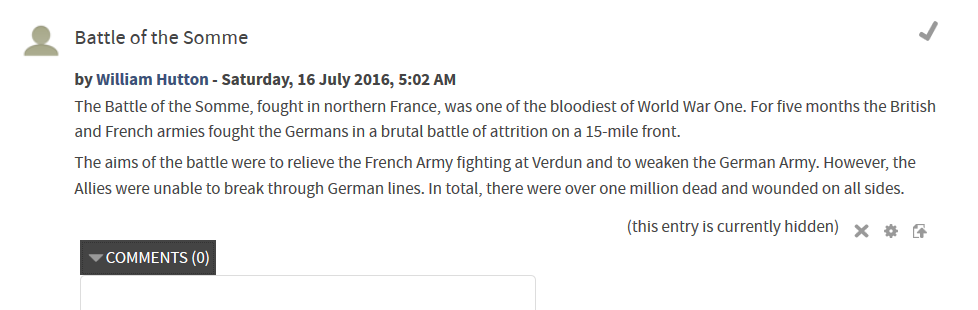 Battle of the Somme
by William Hutton - Saturday, 16 July 2016, 5:02 AM
The Battle of the Somme, fought in northern France, was one of the bloodiest of World War One. For five months the British
and French armies fought the Germans in a brutal battle of attrition on a 15-mile front.
The aims of the battle were to relieve the French Army fighting at Verdun and to weaken the German Army. However, the
Allies were unable to break through German lines. In total, there were over one million dead and wounded on all sides.
(this entry is currently hidden)
COMMENTS (0)